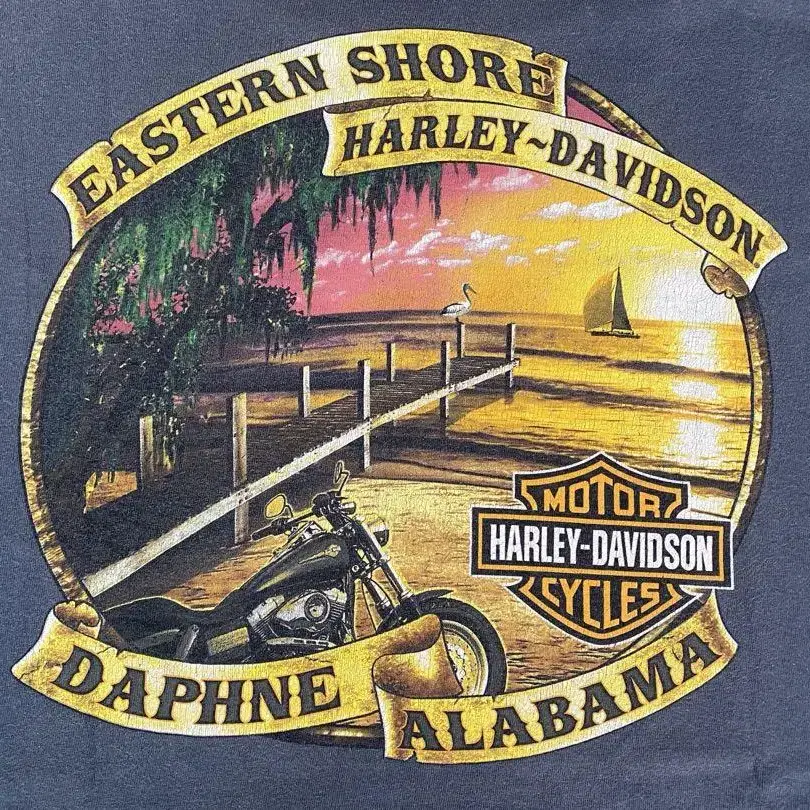 EASTERN SHORE
HARLEY~DAVIDSON
MOTOR
HARLEY-DAVIDSON
CYCLES
DAPHNE
ALABAMA